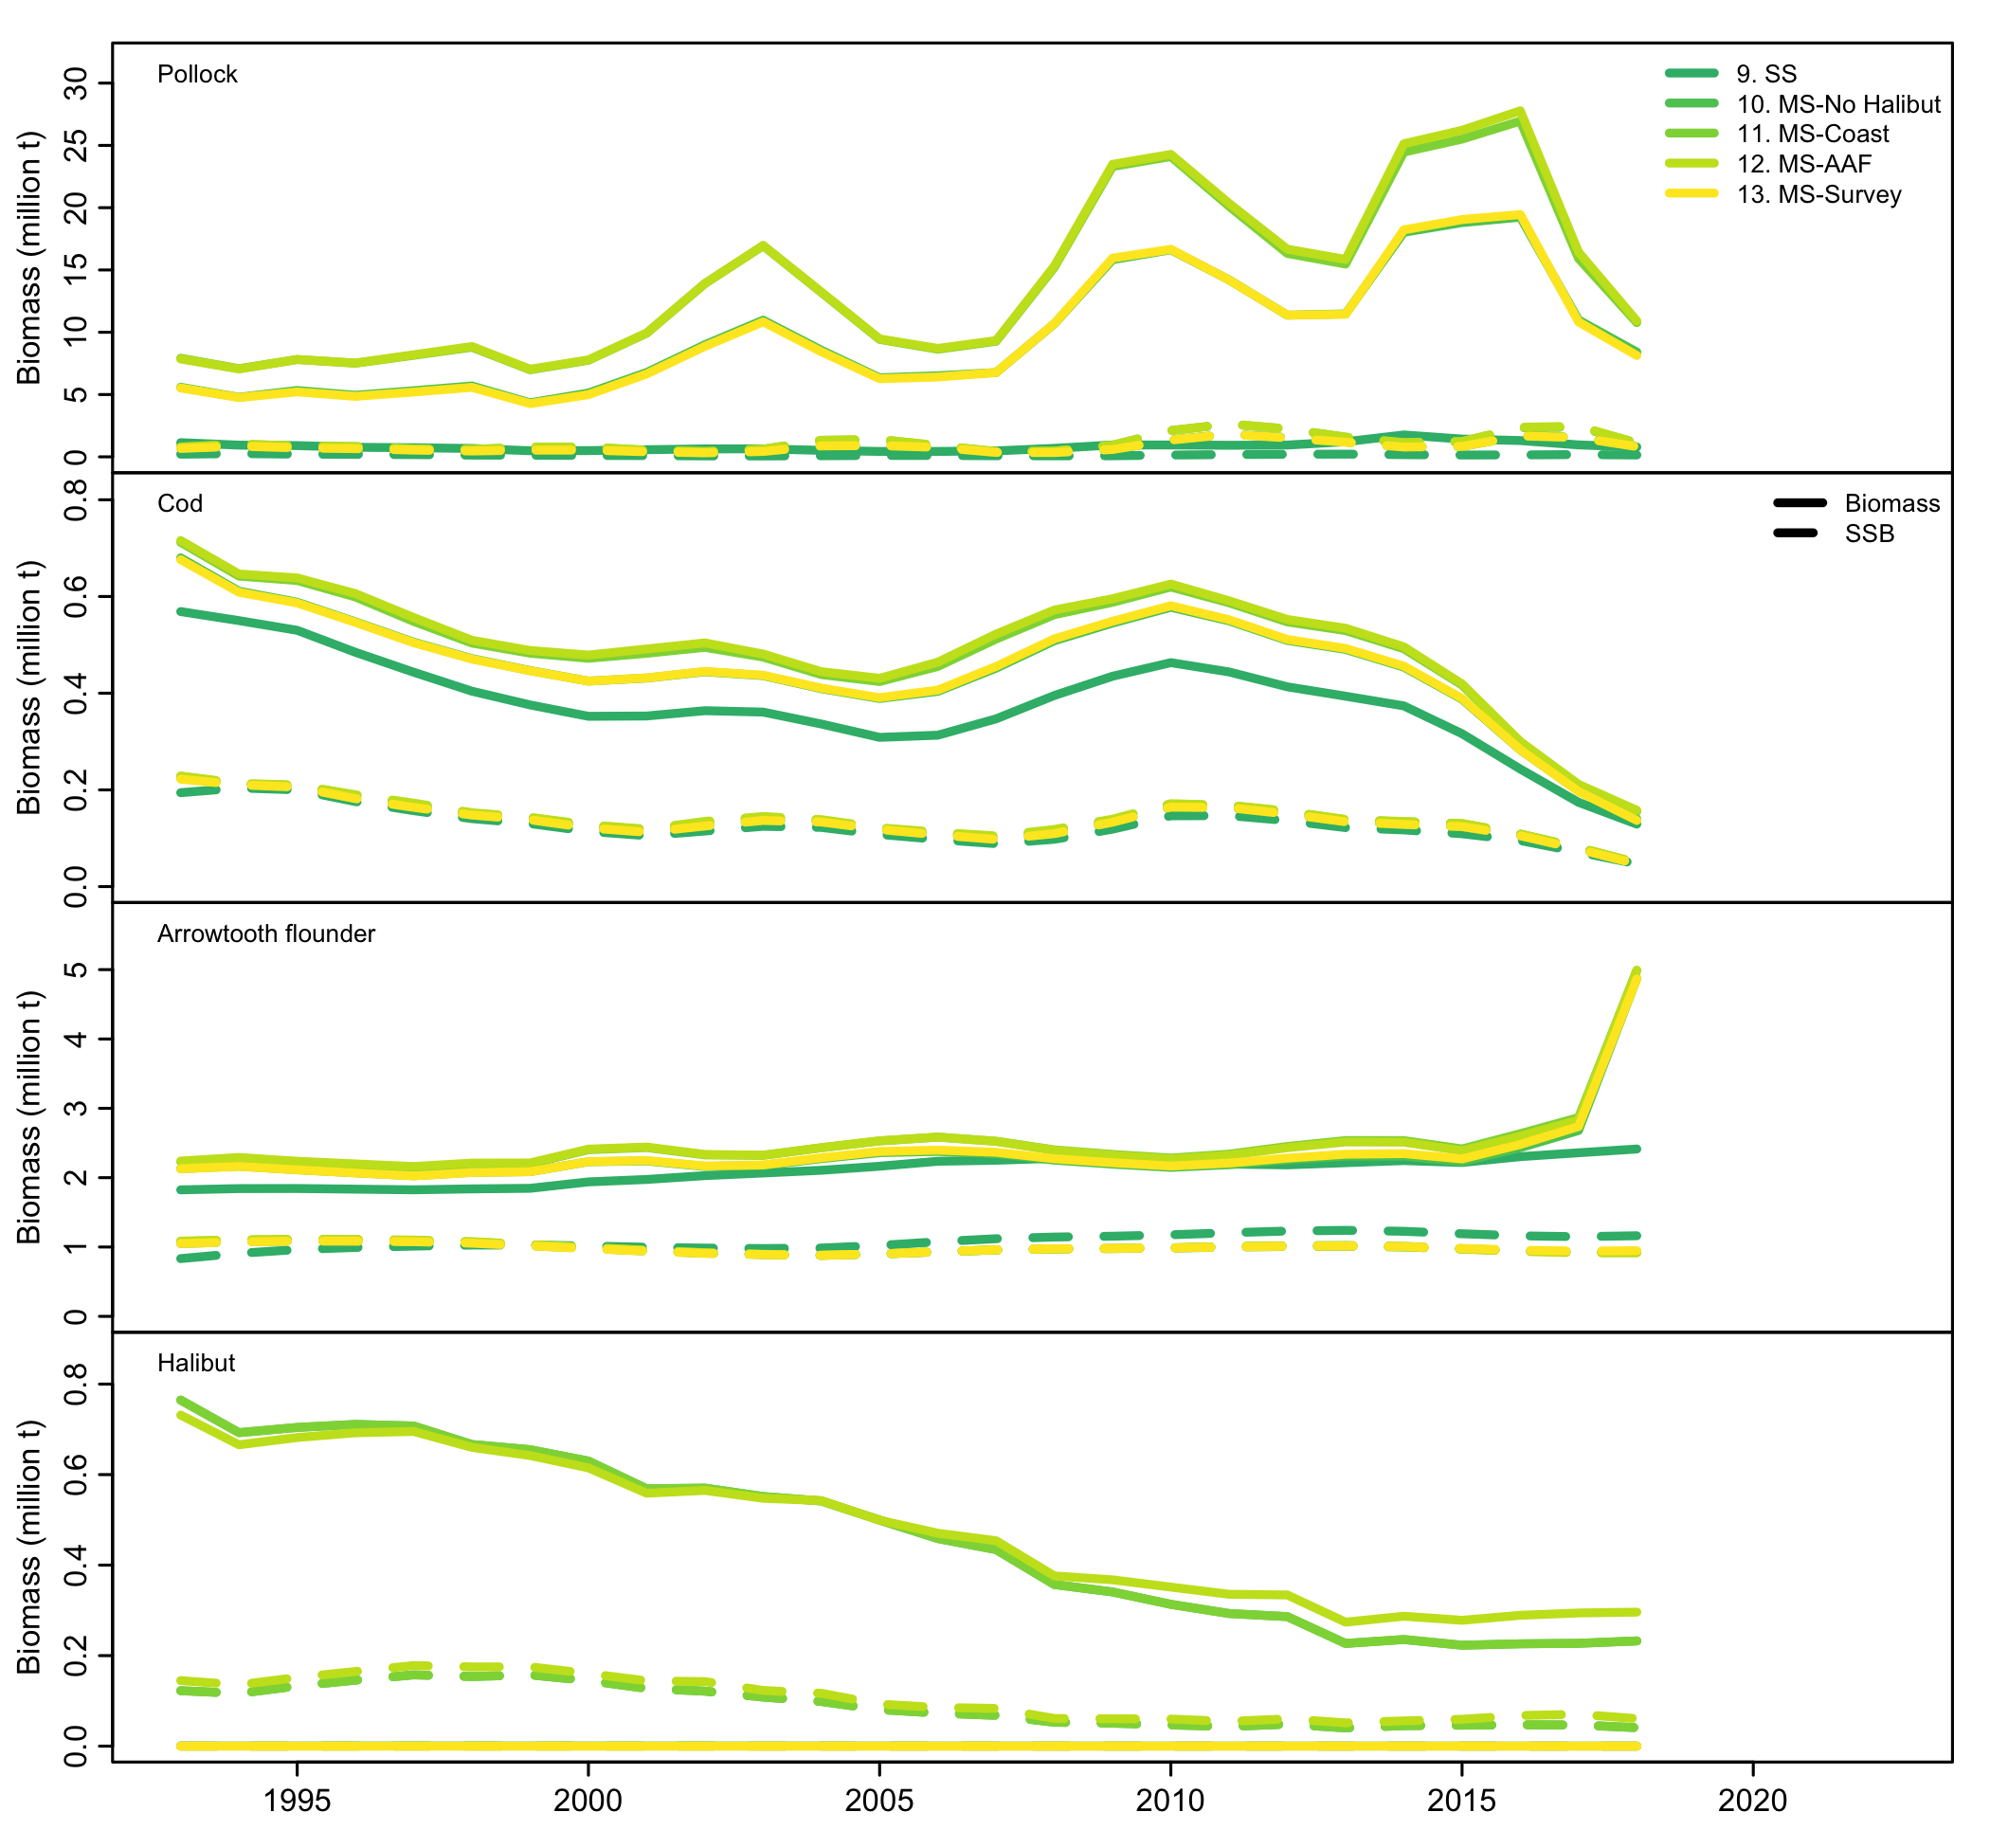 Pollock
9. SS
10. MS-No Halibut
11. MS-Coast
12. MS-AAF
13. MS-Survey
Biomass (million t)
30
25
20
15
10
5
0
Cod
Biomass
SSB
Biomass (million t)
0.8
0.6
0.4
0.2
0.0
Arrowtooth flounder
Biomass (million t)
5
4
3
2
1
0
Halibut
Biomass (million t)
0.8
0.6
0.4
0.2
0.0
1995 2000 2005 2010 2015 2020